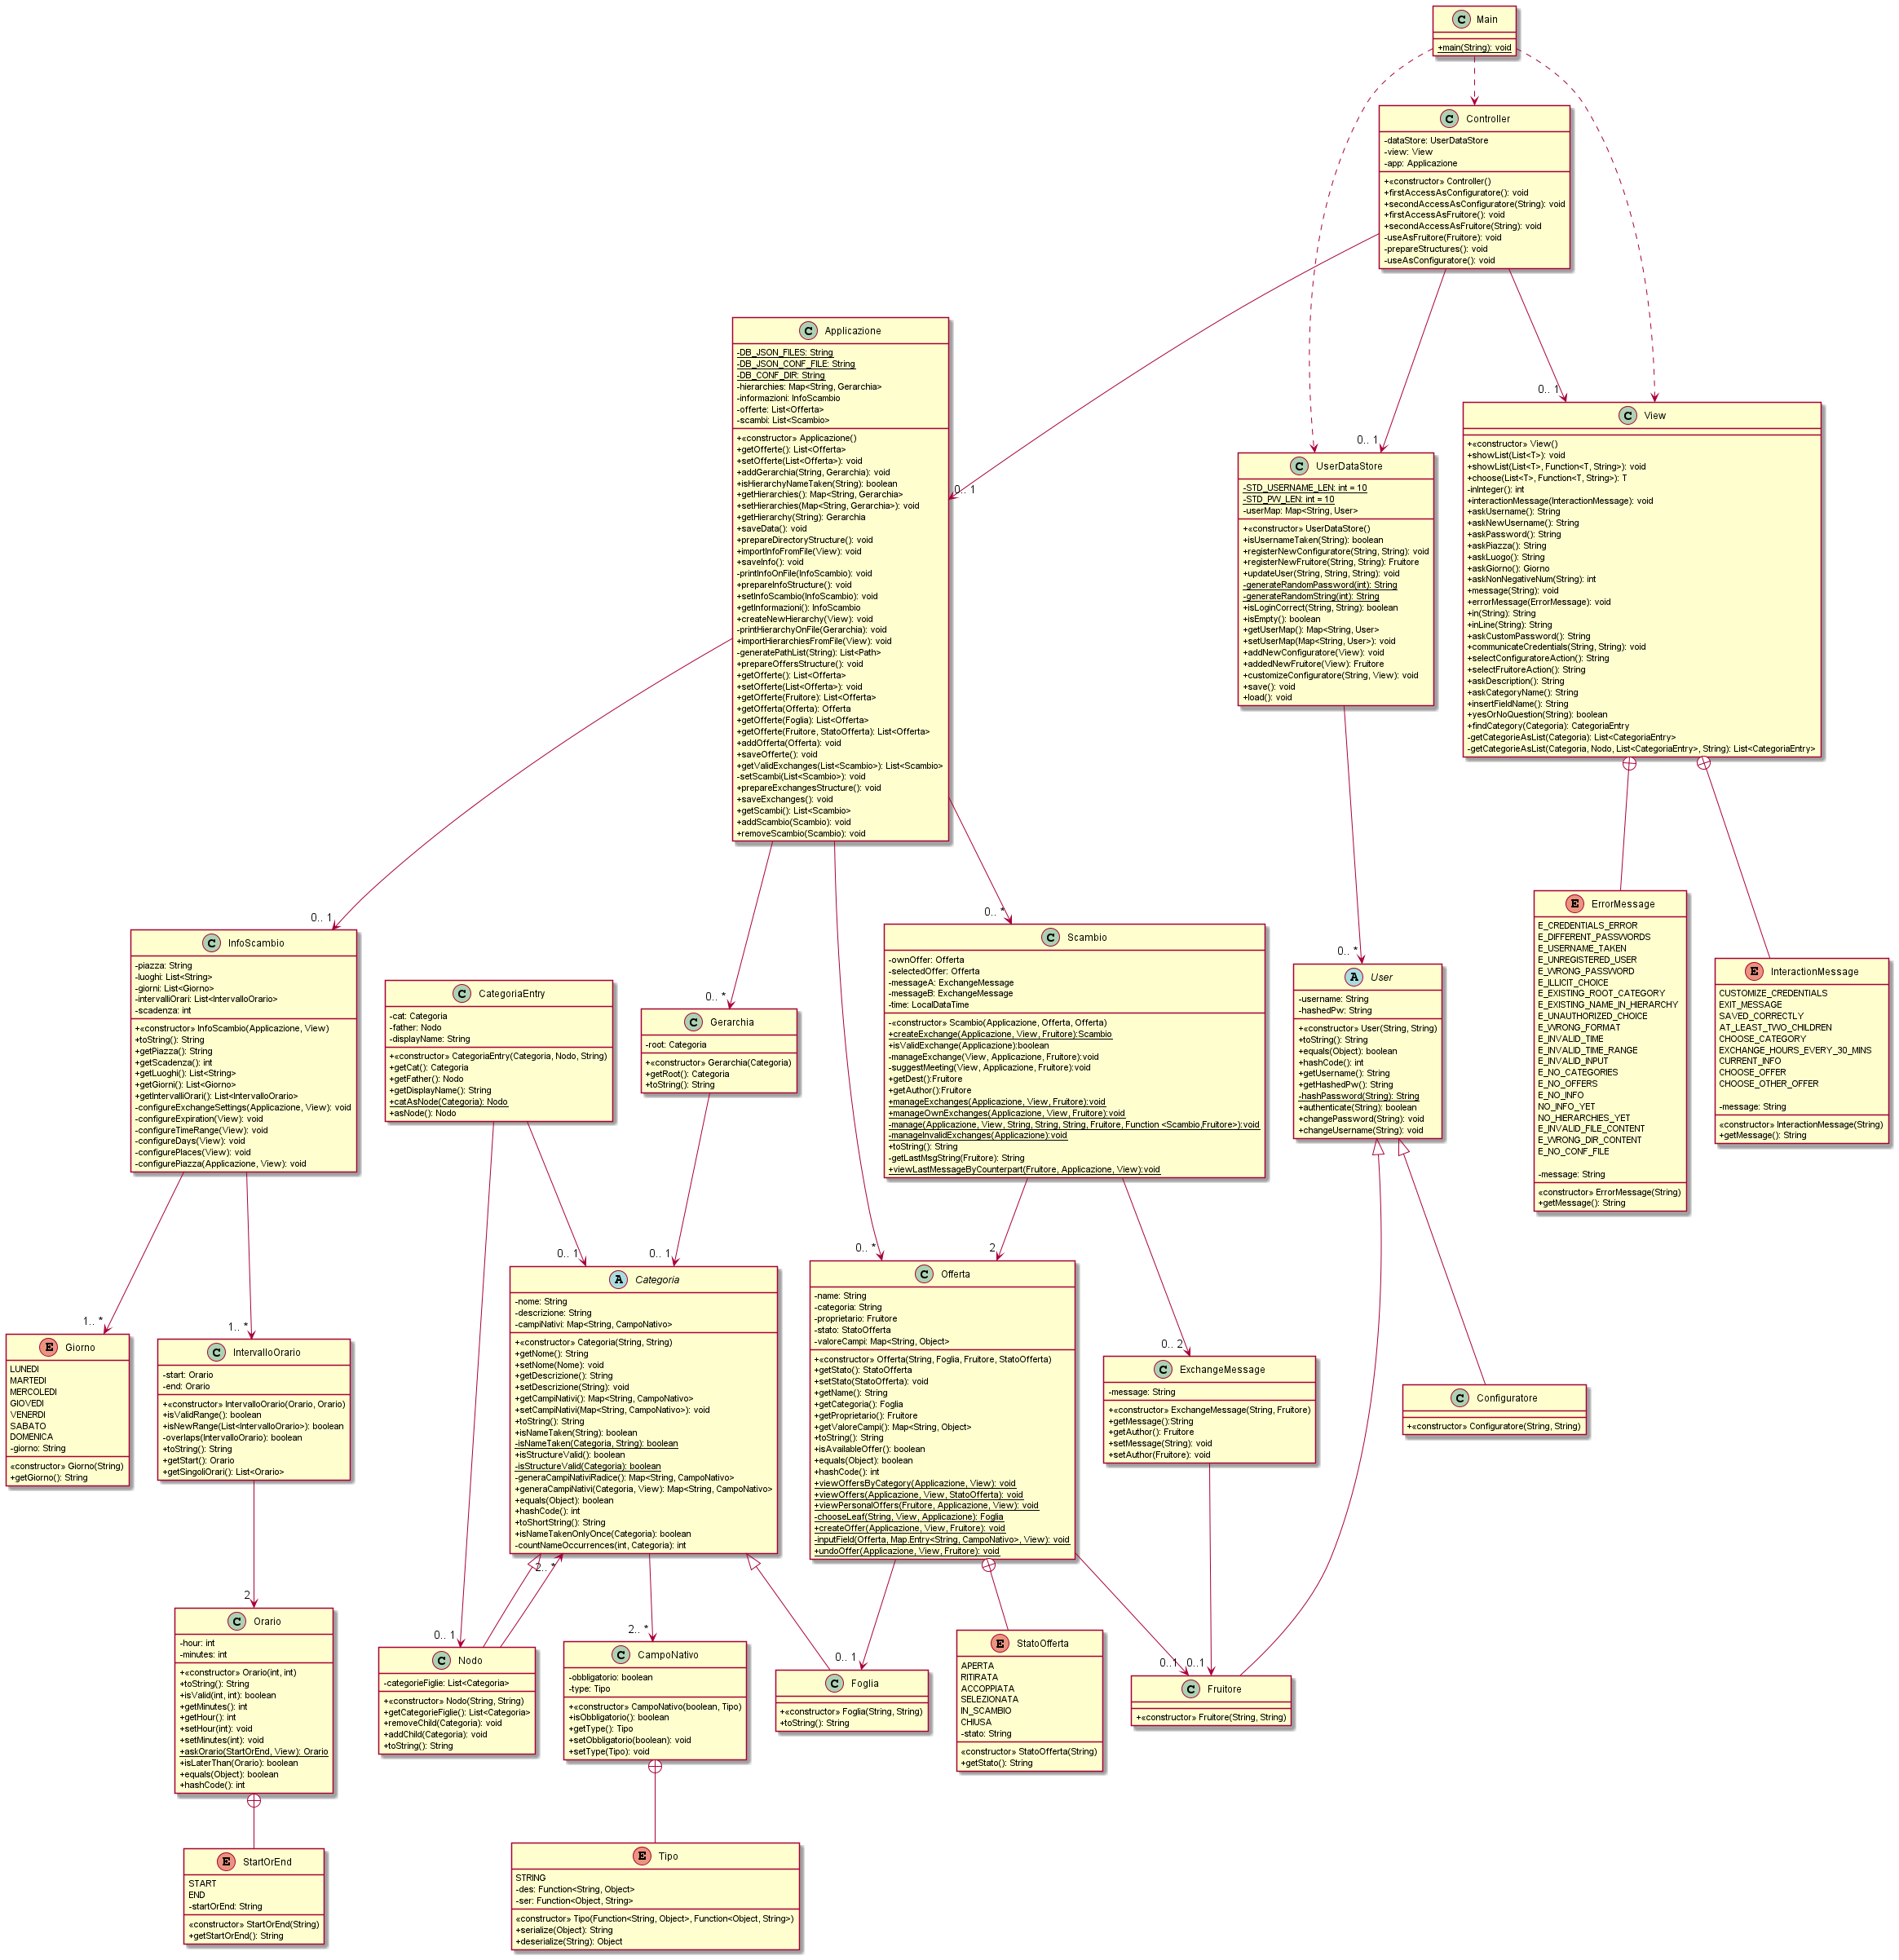 C Main
+main(String): void
C Controller
-dataStore: UserDataStore
-view: View
-app: Applicazione
+«constructor» Controller()
+firstAccessAsConfiguratore(): void
+secondAccessAsConfiguratore(String): void
+firstAccessAsFruitore(): void
+secondAccessAsFruitore(String): void
-useAsFruitore(Fruitore): void
-prepareStructures(): void
-useAsConfiguratore(): void
C Applicazione
-DB_JSON_FILES: String
-DB_JSON_CONF_FILE: String
-DB_CONF_DIR: String
-hierarchies: Map<String, Gerarchia>
-informazioni: InfoScambio
-offerte: List<Offerta>
-scambi: List<Scambio>
+«constructor» Applicazione()
+getOfferte(): List<Offerta>
+setOfferte(List<Offerta>): void
+addGerarchia(String, Gerarchia): void
+isHierarchyNameTaken(String): boolean
+getHierarchies(): Map<String, Gerarchia>
+setHierarchies(Map<String, Gerarchia>): void
+getHierarchy(String): Gerarchia
+saveData(): void
+prepareDirectoryStructure(): void
+importInfoFromFile(View): void
+saveInfo(): void
-printInfoOnFile(InfoScambio): void
+prepareInfoStructure(): void
+setInfoScambio(InfoScambio): void
+getInformazioni(): InfoScambio
+createNewHierarchy(View): void
-printHierarchyOnFile(Gerarchia): void
+importHierarchiesFromFile(View): void
-generatePathList(String): List<Path>
+prepareOffersStructure(): void
+getOfferte(): List<Offerta>
+setOfferte(List<Offerta>): void
+getOfferte(Fruitore): List<Offerta>
+getOfferta(Offerta): Offerta
+getOfferte(Foglia): List<Offerta>
+getOfferte(Fruitore, StatoOfferta): List<Offerta>
+addOfferta(Offerta): void
+saveOfferte(): void
+getValidExchanges(List<Scambio>): List<Scambio>
-setScambi(List<Scambio>): void
+prepareExchangesStructure(): void
+saveExchanges(): void
+getScambi(): List<Scambio>
+addScambio(Scambio): void
+removeScambio(Scambio): void
0.. 1
0.. 1
0.. 1
C UserDataStore
-STD_USERNAME_LEN: int = 10
-STD_PW_LEN: int = 10
-userMap: Map<String, User>
+«constructor» UserDataStore()
+isUsernameTaken(String): boolean
+registerNewConfiguratore(String, String): void
+registerNewFruitore(String, String): Fruitore
+updateUser(String, String, String): void
-generateRandomPassword(int): String
-generateRandomString(int): String
+isLoginCorrect(String, String): boolean
+isEmpty(): boolean
+getUserMap(): Map<String, User>
+setUserMap(Map<String, User>): void
+addNewConfiguratore(View): void
+addedNewFruitore(View): Fruitore
+customizeConfiguratore(String, View): void
+save(): void
+load(): void
C View
+«constructor» View()
+showList(List<T>): void
+showList(List<T>, Function<T, String>): void
+choose(List<T>, Function<T, String>): T
-inInteger(): int
+interactionMessage(InteractionMessage): void
+askUsername(): String
+askNewUsername(): String
+askPassword(): String
+askPiazza(): String
+askLuogo(): String
+askGiorno(): Giorno
+askNonNegativeNum(String): int
+message(String): void
+errorMessage(ErrorMessage): void
+in(String): String
+inLine(String): String
+askCustomPassword(): String
+communicateCredentials(String, String): void
+selectConfiguratoreAction(): String
+selectFruitoreAction(): String
+askDescription(): String
+askCategoryName(): String
+insertFieldName(): String
+yesOrNoQuestion(String): boolean
+findCategory(Categoria): CategoriaEntry
-getCategorieAsList(Categoria): List<CategoriaEntry>
-getCategorieAsList(Categoria, Nodo, List<CategoriaEntry>, String): List<CategoriaEntry>
0.. 1
0.. *
0.. *
0.. *
C InfoScambio
-piazza: String
-luoghi: List<String>
-giorni: List<Giorno>
-intervalliOrari: List<IntervalloOrario>
-scadenza: int
+«constructor» InfoScambio(Applicazione, View)
+toString(): String
+getPiazza(): String
+getScadenza(): int
+getLuoghi(): List<String>
+getGiorni(): List<Giorno>
+getIntervalliOrari(): List<IntervalloOrario>
-configureExchangeSettings(Applicazione, View): void
-configureExpiration(View): void
-configureTimeRange(View): void
-configureDays(View): void
-configurePlaces(View): void
-configurePiazza(Applicazione, View): void
C CategoriaEntry
-cat: Categoria
-father: Nodo
-displayName: String
+«constructor» CategoriaEntry(Categoria, Nodo, String)
+getCat(): Categoria
+getFather(): Nodo
+getDisplayName(): String
+catAsNode(Categoria): Nodo
+asNode(): Nodo
C Gerarchia
-root: Categoria
+«constructor» Gerarchia(Categoria)
+getRoot(): Categoria
+toString(): String
C Scambio
-ownOffer: Offerta
-selectedOffer: Offerta
-messageA: ExchangeMessage
-messageB: ExchangeMessage
-time: LocalDataTime
-«constructor» Scambio(Applicazione, Offerta, Offerta)
+createExchange(Applicazione, View, Fruitore):Scambio
+isValidExchange(Applicazione):boolean
-manageExchange(View, Applicazione, Fruitore):void
-suggestMeeting(View, Applicazione, Fruitore):void
+getDest():Fruitore
+getAuthor():Fruitore
+manageExchanges(Applicazione, View, Fruitore):void
+manageOwnExchanges(Applicazione, View, Fruitore):void
-manage(Applicazione, View, String, String, String, Fruitore, Function <Scambio,Fruitore>):void
-manageInvalidExchanges(Applicazione):void
+toString(): String
-getLastMsgString(Fruitore): String
+viewLastMessageByCounterpart(Fruitore, Applicazione, View):void
A User
-username: String
-hashedPw: String
+«constructor» User(String, String)
+toString(): String
+equals(Object): boolean
+hashCode(): int
+getUsername(): String
+getHashedPw(): String
-hashPassword(String): String
+authenticate(String): boolean
+changePassword(String): void
+changeUsername(String): void
E ErrorMessage
E_CREDENTIALS_ERROR
E_DIFFERENT_PASSWORDS
E_USERNAME_TAKEN
E_UNREGISTERED_USER
E_WRONG_PASSWORD
E_ILLICIT_CHOICE
E_EXISTING_ROOT_CATEGORY
E_EXISTING_NAME_IN_HIERARCHY
E_UNAUTHORIZED_CHOICE
E_WRONG_FORMAT
E_INVALID_TIME
E_INVALID_TIME_RANGE
E_INVALID_INPUT
E_NO_CATEGORIES
E_NO_OFFERS
E_NO_INFO
NO_INFO_YET
NO_HIERARCHIES_YET
E_INVALID_FILE_CONTENT
E_WRONG_DIR_CONTENT
E_NO_CONF_FILE
-message: String
«constructor» ErrorMessage(String)
+getMessage(): String
E InteractionMessage
CUSTOMIZE_CREDENTIALS
EXIT_MESSAGE
SAVED_CORRECTLY
AT_LEAST_TWO_CHILDREN
CHOOSE_CATEGORY
EXCHANGE_HOURS_EVERY_30_MINS
CURRENT_INFO
CHOOSE_OFFER
CHOOSE_OTHER_OFFER
-message: String
«constructor» InteractionMessage(String)
+getMessage(): String
1.. *
1.. *
0.. 1
0.. 1
0.. *
2
0.. 2
E Giorno
LUNEDI
MARTEDI
MERCOLEDI
GIOVEDI
VENERDI
SABATO
DOMENICA
-giorno: String
«constructor» Giorno(String)
+getGiorno(): String
C IntervalloOrario
-start: Orario
-end: Orario
+«constructor» IntervalloOrario(Orario, Orario)
+isValidRange(): boolean
+isNewRange(List<IntervalloOrario>): boolean
-overlaps(IntervalloOrario): boolean
+toString(): String
+getStart(): Orario
+getSingoliOrari(): List<Orario>
A Categoria
-nome: String
-descrizione: String
-campiNativi: Map<String, CampoNativo>
+«constructor» Categoria(String, String)
+getNome(): String
+setNome(Nome): void
+getDescrizione(): String
+setDescrizione(String): void
+getCampiNativi(): Map<String, CampoNativo>
+setCampiNativi(Map<String, CampoNativo>): void
+toString(): String
+isNameTaken(String): boolean
-isNameTaken(Categoria, String): boolean
+isStructureValid(): boolean
-isStructureValid(Categoria): boolean
-generaCampiNativiRadice(): Map<String, CampoNativo>
+generaCampiNativi(Categoria, View): Map<String, CampoNativo>
+equals(Object): boolean
+hashCode(): int
+toShortString(): String
+isNameTakenOnlyOnce(Categoria): boolean
-countNameOccurrences(int, Categoria): int
C Offerta
-name: String
-categoria: String
-proprietario: Fruitore
-stato: StatoOfferta
-valoreCampi: Map<String, Object>
+«constructor» Offerta(String, Foglia, Fruitore, StatoOfferta)
+getStato(): StatoOfferta
+setStato(StatoOfferta): void
+getName(): String
+getCategoria(): Foglia
+getProprietario(): Fruitore
+getValoreCampi(): Map<String, Object>
+toString(): String
+isAvailableOffer(): boolean
+equals(Object): boolean
+hashCode(): int
+viewOffersByCategory(Applicazione, View): void
+viewOffers(Applicazione, View, StatoOfferta): void
+viewPersonalOffers(Fruitore, Applicazione, View): void
-chooseLeaf(String, View, Applicazione): Foglia
+createOffer(Applicazione, View, Fruitore): void
-inputField(Offerta, Map.Entry<String, CampoNativo>, View): void
+undoOffer(Applicazione, View, Fruitore): void
C ExchangeMessage
-message: String
+«constructor» ExchangeMessage(String, Fruitore)
+getMessage():String
+getAuthor(): Fruitore
+setMessage(String): void
+setAuthor(Fruitore): void
C Configuratore
+«constructor» Configuratore(String, String)
2
0.. 1
2.. *
2.. *
0.. 1
0..1
0..1
C Orario
-hour: int
-minutes: int
+«constructor» Orario(int, int)
+toString(): String
+isValid(int, int): boolean
+getMinutes(): int
+getHour(): int
+setHour(int): void
+setMinutes(int): void
+askOrario(StartOrEnd, View): Orario
+isLaterThan(Orario): boolean
+equals(Object): boolean
+hashCode(): int
C Nodo
-categorieFiglie: List<Categoria>
+«constructor» Nodo(String, String)
+getCategorieFiglie(): List<Categoria>
+removeChild(Categoria): void
+addChild(Categoria): void
+toString(): String
C CampoNativo
-obbligatorio: boolean
-type: Tipo
+«constructor» CampoNativo(boolean, Tipo)
+isObbligatorio(): boolean
+getType(): Tipo
+setObbligatorio(boolean): void
+setType(Tipo): void
C Foglia
+«constructor» Foglia(String, String)
+toString(): String
E StatoOfferta
APERTA
RITIRATA
ACCOPPIATA
SELEZIONATA
IN_SCAMBIO
CHIUSA
-stato: String
«constructor» StatoOfferta(String)
+getStato(): String
C Fruitore
+«constructor» Fruitore(String, String)
E StartOrEnd
START
END
-startOrEnd: String
«constructor» StartOrEnd(String)
+getStartOrEnd(): String
E Tipo
STRING
-des: Function<String, Object>
-ser: Function<Object, String>
«constructor» Tipo(Function<String, Object>, Function<Object, String>)
+serialize(Object): String
+deserialize(String): Object